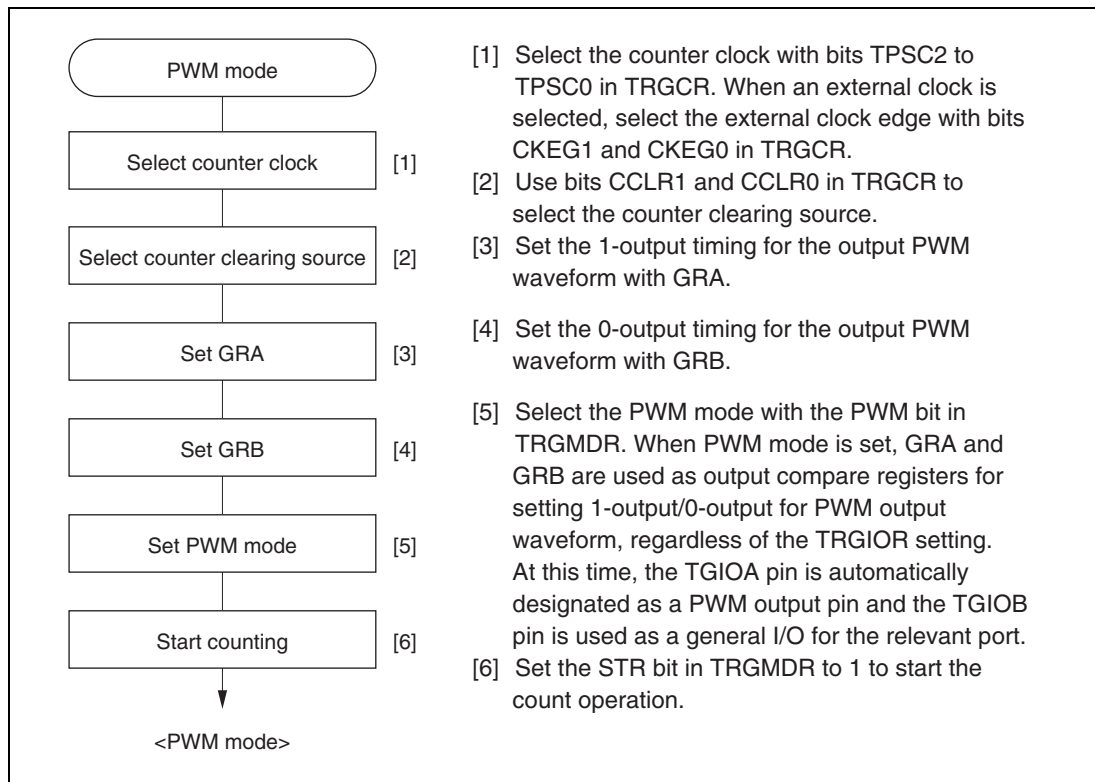 PWM mode
Select counter clock [1]
Select counter clearing source [2]
Set GRA [3]
Set GRB [4]
Set PWM mode [5]
Start counting [6]
<PWM mode>
[1] Select the counter clock with bits TPSC2 to
TPSC0 in TRGCR. When an external clock is
selected, select the external clock edge with bits
CKEG1 and CKEG0 in TRGCR.
[2] Use bits CCLR1 and CCLR0 in TRGCR to
select the counter clearing source.
[3] Set the 1-output timing for the output PWM
waveform with GRA.
[4] Set the 0-output timing for the output PWM
waveform with GRB.
[5] Select the PWM mode with the PWM bit in
TRGMDR. When PWM mode is set, GRA and
GRB are used as output compare registers for
setting 1-output/0-output for PWM output
waveform, regardless of the TRGIOR setting.
At this time, the TGIOA pin is automatically
designated as a PWM output pin and the TGIOB
pin is used as a general I/O for the relevant port.
[6] Set the STR bit in TRGMDR to 1 to start the
count operation.